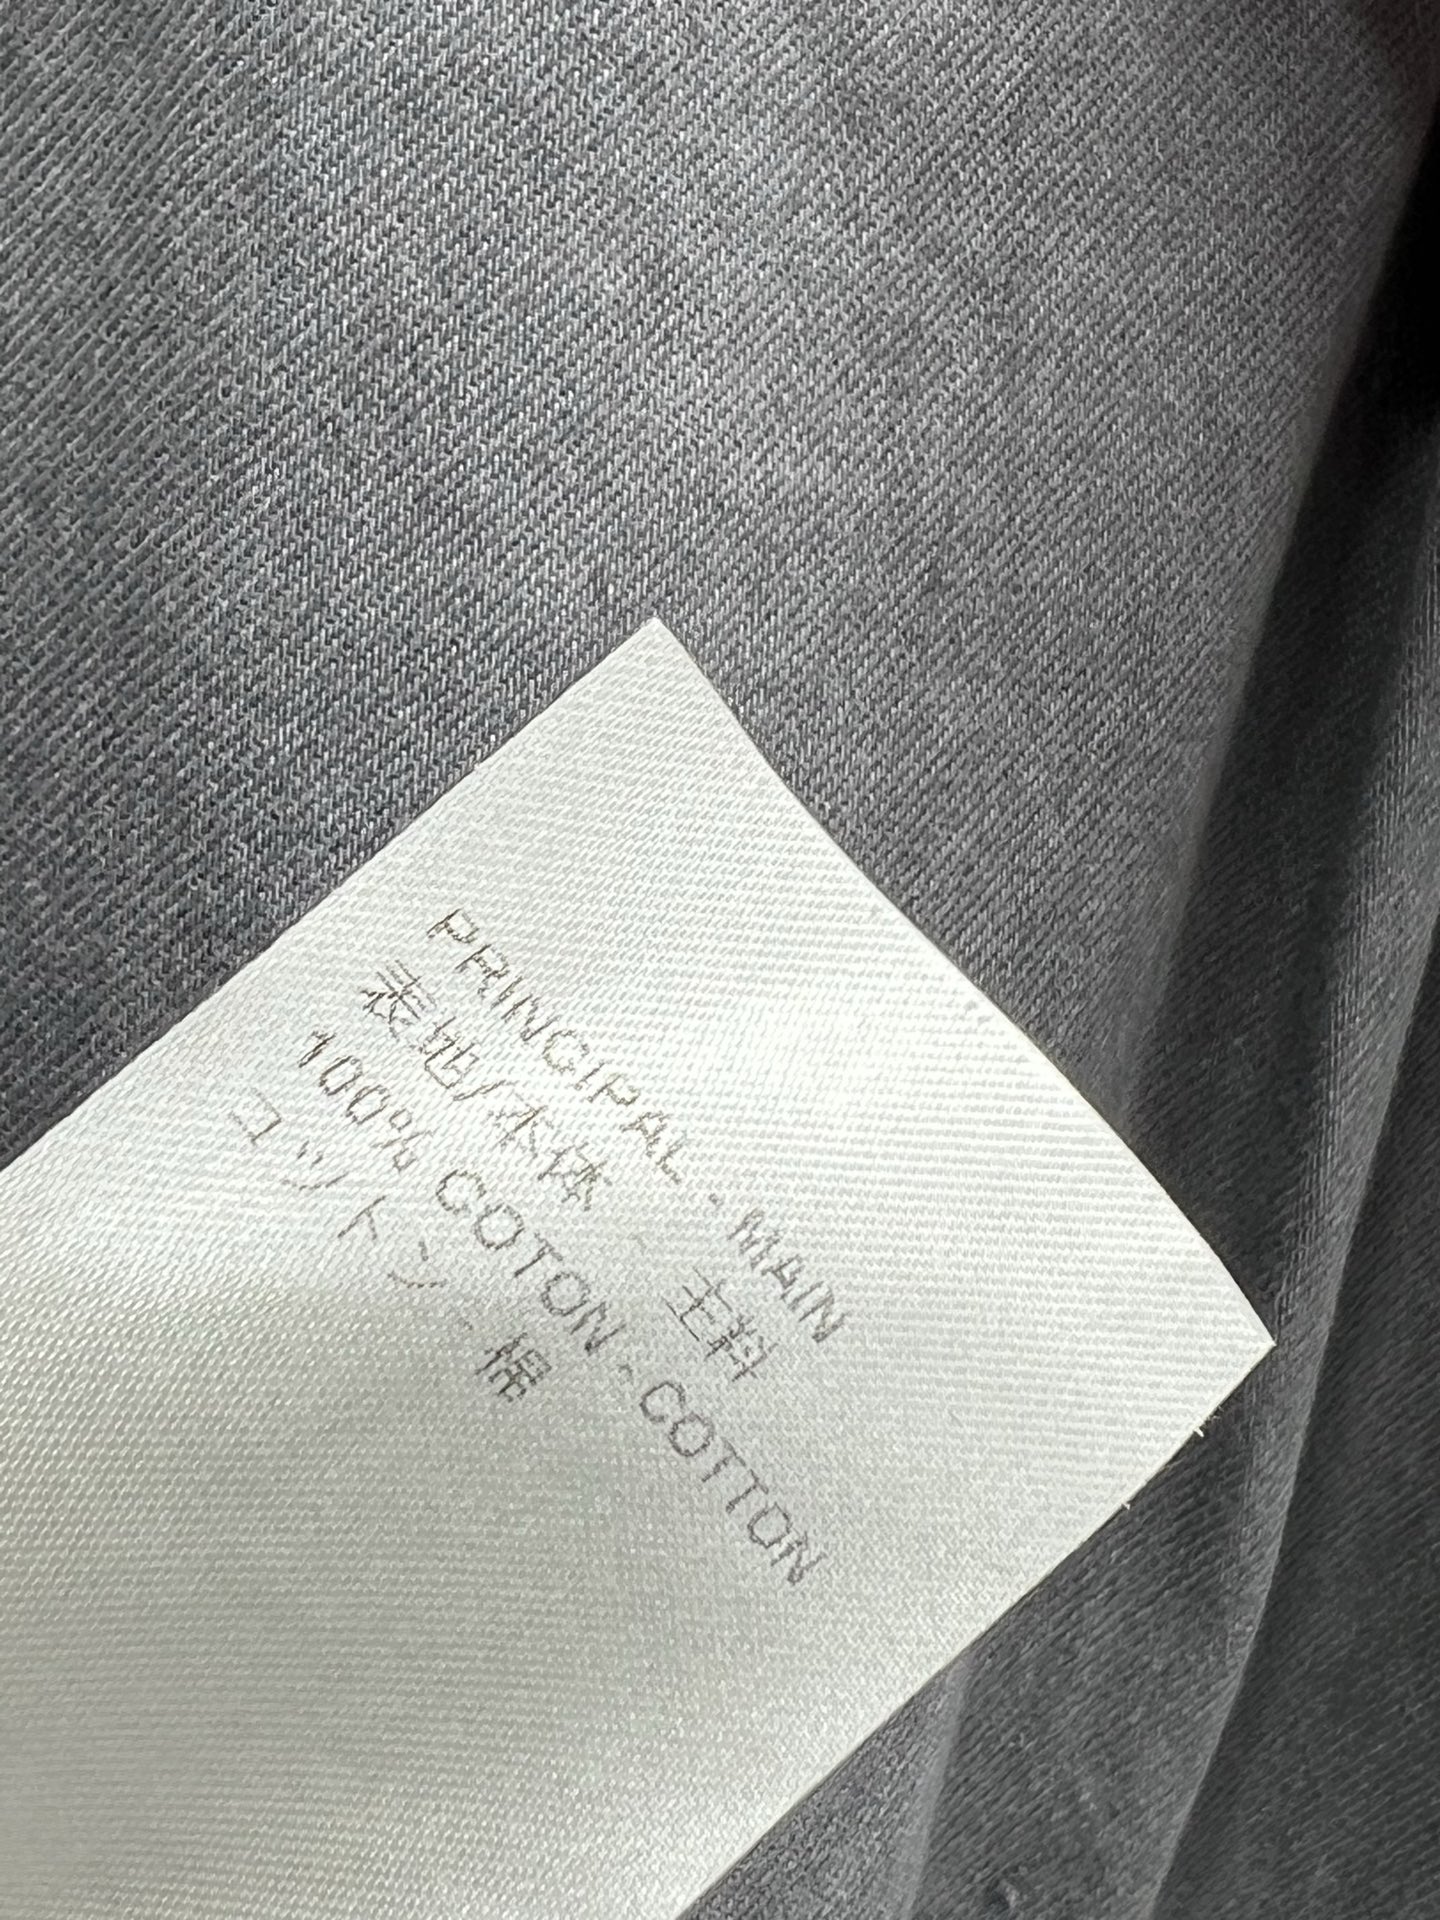 PRINCIPAL - MAIN
表地/本体 - 主料
100% COTON - COTTON
コットン - 棉